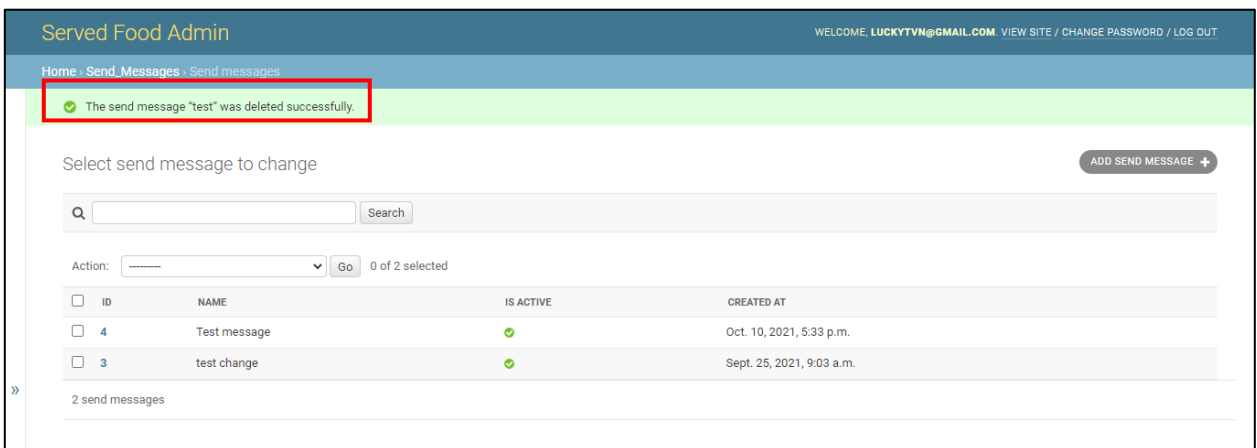 Served Food Admin
WELCOME, LUCKYTVN@GMAIL.COM. VIEW SITE / CHANGE PASSWORD / LOG OUT
Home › Send_Messages › Send messages
The send message “test” was deleted successfully.
Select send message to change
ADD SEND MESSAGE +
Search
Action: --------- Go 0 of 2 selected
ID NAME IS ACTIVE CREATED AT
4 Test message Oct. 10, 2021, 5:33 p.m.
3 test change Sept. 25, 2021, 9:03 a.m.
»
2 send messages